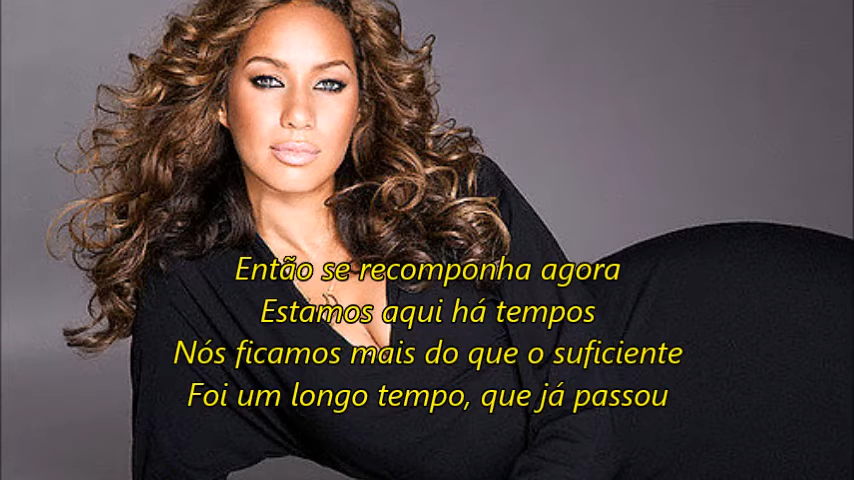 Então se recomponha agora
Estamos aqui há tempos
Nós ficamos mais do que o suficiente
Foi um longo tempo, que já passou